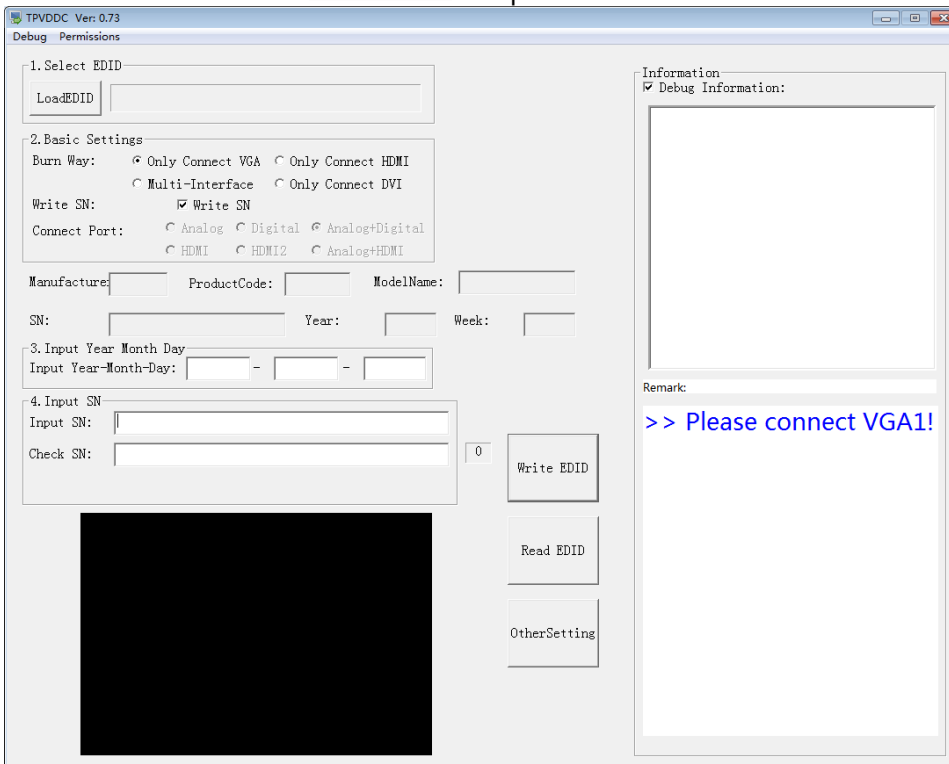 TPVDDC Ver: 0.73
Debug Permissions
1. Select EDID
LoadEDID
2. Basic Settings
Burn Way: Only Connect VGA Only Connect HDMI
Multi-Interface Only Connect DVI
Write SN: Write SN
Connect Port: Analog Digital Analog+Digital
HDMI HDMI2 Analog+HDMI
Manufacture: ProductCode: ModelName:
SN: Year: Week:
3. Input Year Month Day
Input Year-Month-Day: - -
4. Input SN
Input SN:
Check SN:
0
Write EDID
Read EDID
OtherSetting
Information
Debug Information:
Remark:
>> Please connect VGA1!